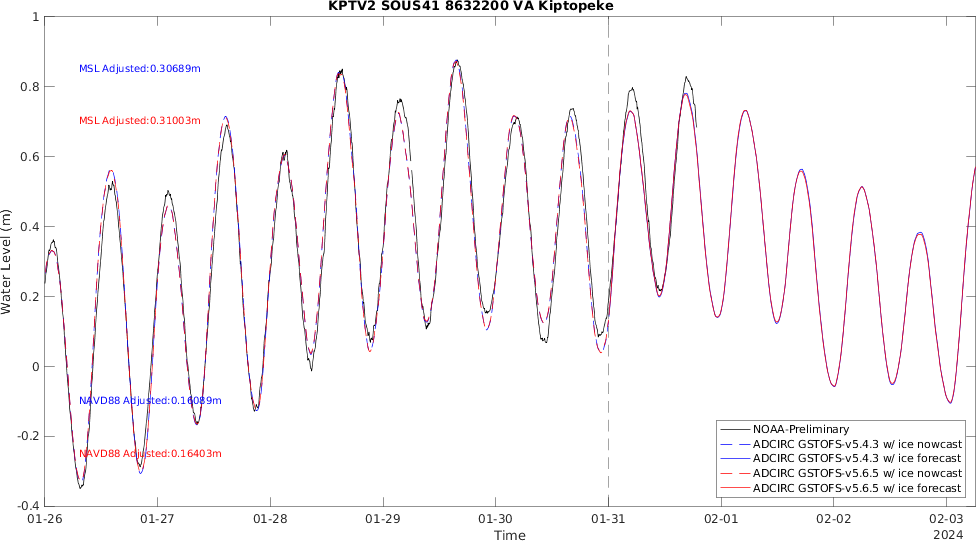 KPTV2 SOUS41 8632200 VA Kiptopeke
1
MSL Adjusted:0.30689m
0.8
MSL Adjusted:0.31003m
0.6
0.4
Water Level (m)
0.2
0
NAVD88 Adjusted:0.16089m
-0.2
NAVD88 Adjusted:0.16403m
-0.4
NOAA-Preliminary
ADCIRC GSTOFS-v5.4.3 w/ ice nowcast
ADCIRC GSTOFS-v5.4.3 w/ ice forecast
ADCIRC GSTOFS-v5.6.5 w/ ice nowcast
ADCIRC GSTOFS-v5.6.5 w/ ice forecast
01-26 01-27 01-28 01-29 01-30 01-31 02-01 02-02 02-03
Time
2024